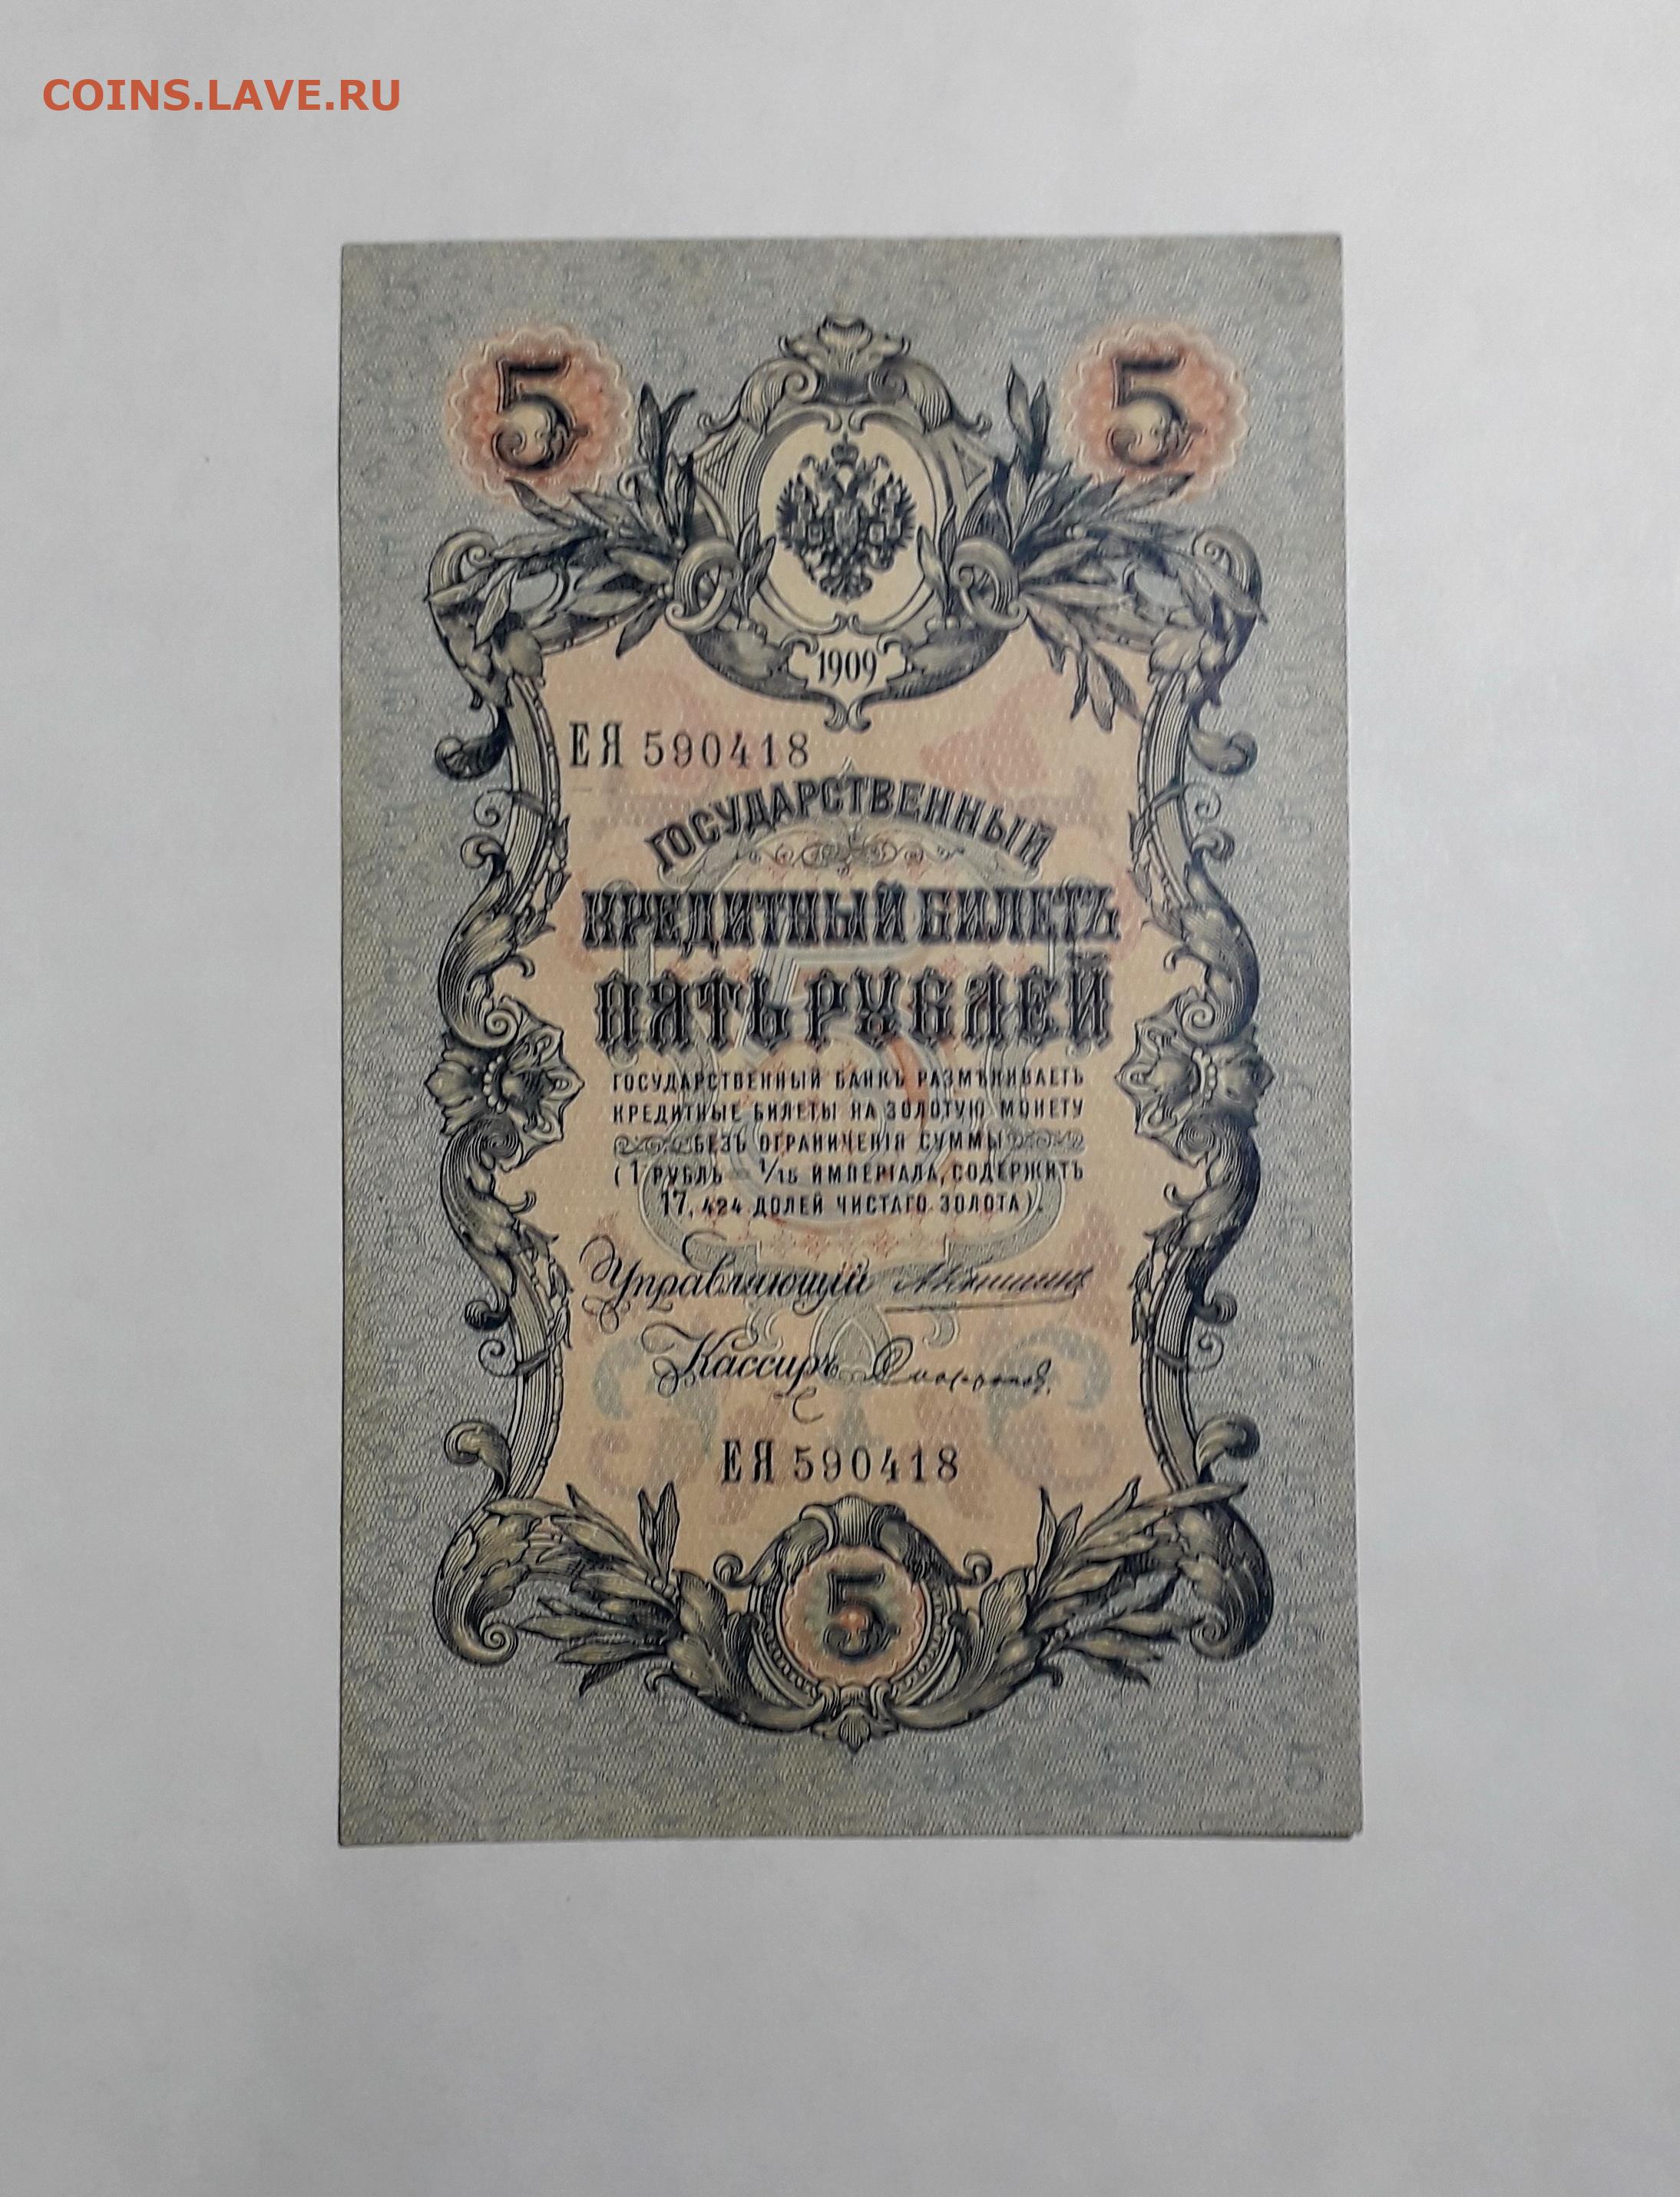 COINS.LAVE.RU
5 5
1909
ЕЯ 590418
ГОСУДАРСТВЕННЫЙ
КРЕДИТНЫЙ БИЛЕТЪ
ПЯТЬ РУБЛЕЙ
ГОСУДАРСТВЕННЫЙ БАНКЪ РАЗМѢНИВАЕТЪ
КРЕДИТНЫЕ БИЛЕТЫ НА ЗОЛОТУЮ МОНЕТУ
БЕЗЪ ОГРАНИЧЕНІЯ СУММЫ
(1 РУБЛЬ = 1/15 ИМПЕРІАЛА, СОДЕРЖИТЪ
17,424 ДОЛЕЙ ЧИСТАГО ЗОЛОТА).
Управляющій
Кассиръ
ЕЯ 590418
5